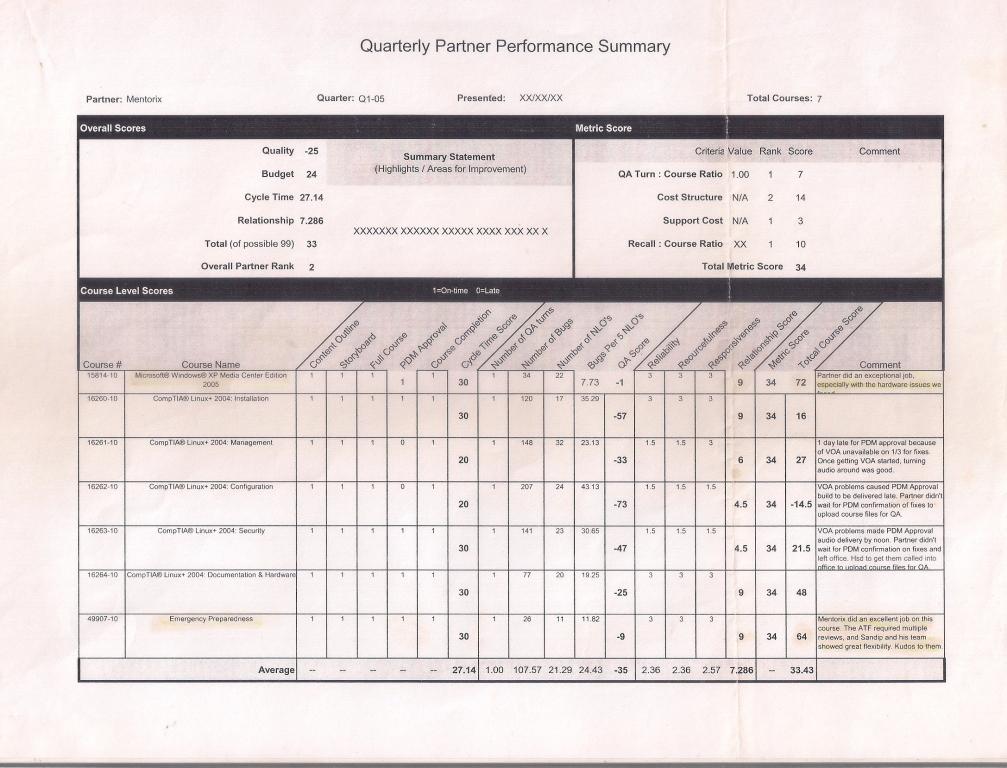 Quarterly Partner Performance Summary
Partner: Mentorix Quarter: Q1-05 Presented: XX/XX/XX Total Courses: 7
Overall Scores Metric Score
Quality -25
Budget 24
Cycle Time 27.14
Relationship 7.286
Total (of possible 99) 33
Overall Partner Rank 2
Summary Statement
(Highlights / Areas for Improvement)
XXXXXXX XXXXXX XXXXX XXXX XXX XX X
Criteria Value Rank Score Comment
QA Turn : Course Ratio 1.00 1 7
Cost Structure N/A 2 14
Support Cost N/A 1 3
Recall : Course Ratio XX 1 10
Total Metric Score 34
Course Level Scores 1=On-time 0=Late
Course # Course Name Content Outline Storyboard Full Course PDM Approval Course Completion Cycle Time Score Number of QA turns Number of Bugs Number of NLO's Bugs Per 5 NLO's QA Score Reliability Resourcefulness Responsiveness Relationship Score Metric Score Totcal Course Score Comment
15814-10 Microsoft® Windows® XP Media Center Edition
2005
1 1 1 1 1 30 1 34 22 7.73 -1 3 3 3 9 34 72
Partner did an exceptional job,
especially with the hardware issues we
16260-10 CompTIA® Linux+ 2004: Installation 1 1 1 1 1 30 1 120 17 35.29 -57 3 3 3 9 34 16
16261-10 CompTIA® Linux+ 2004: Management 1 1 1 0 1 20 1 148 32 23.13 -33 1.5 1.5 3 6 34 27
1 day late for PDM approval because
of VOA unavailable on 1/3 for fixes.
Once getting VOA started, turning
audio around was good.
16262-10 CompTIA® Linux+ 2004: Configuration 1 1 1 0 1 20 1 207 24 43.13 -73 1.5 1.5 1.5 4.5 34 -14.5
VOA problems caused PDM Approval
build to be delivered late. Partner didn't
wait for PDM confirmation of fixes to
upload course files for QA.
16263-10 CompTIA® Linux+ 2004: Security 1 1 1 1 1 30 1 141 23 30.65 -47 1.5 1.5 1.5 4.5 34 21.5
VOA problems made PDM Approval
audio delivery by noon. Partner didn't
wait for PDM confirmation on fixes and
left office. Had to get them called into
office to upload course files for QA.
16264-10 CompTIA® Linux+ 2004: Documentation & Hardware 1 1 1 1 1 30 1 77 20 19.25 -25 3 3 3 9 34 48
49907-10 Emergency Preparedness 1 1 1 1 1 30 1 26 11 11.82 -9 3 3 3 9 34 64
Mentorix did an excellent job on this
course. The ATF required multiple
reviews, and Sandip and his team
showed great flexibility. Kudos to them.
Average -- -- -- -- -- 27.14 1.00 107.57 21.29 24.43 -35 2.36 2.36 2.57 7.286 -- 33.43